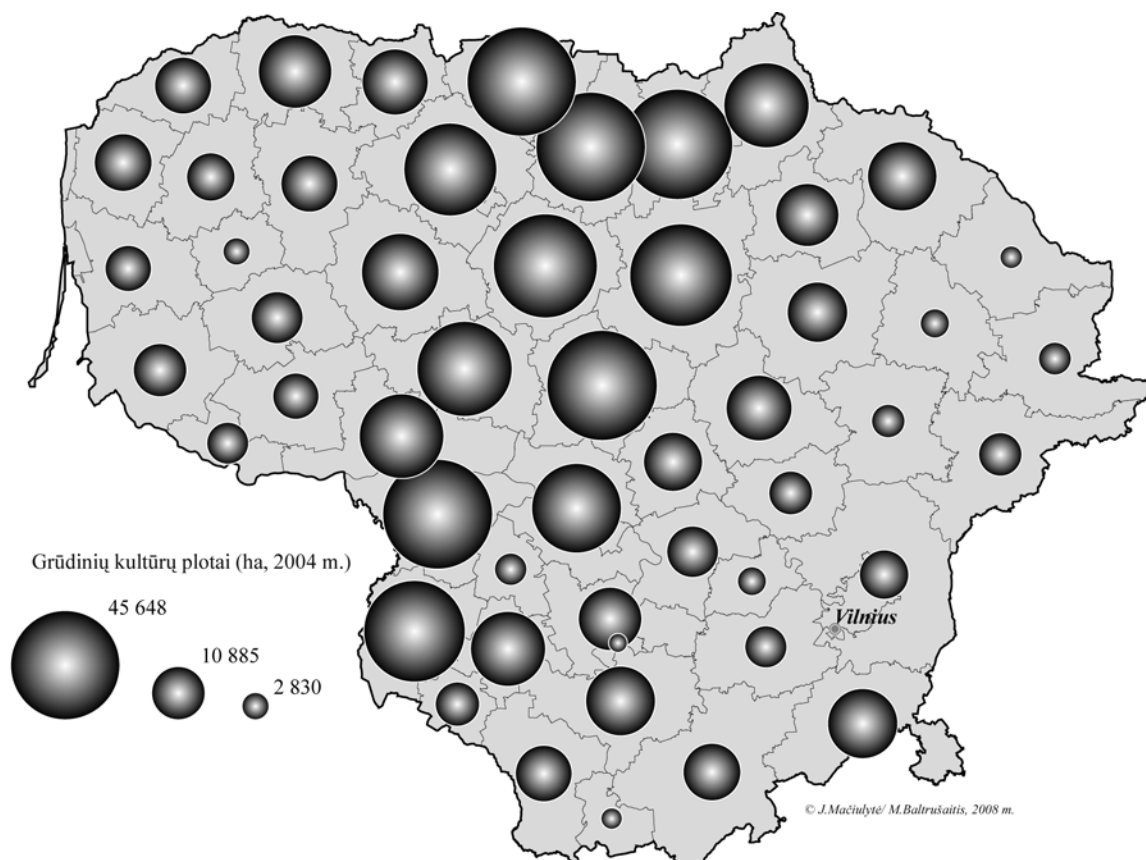 Grūdinių kultūrų plotai (ha, 2004 m.)
45 648
10 885
2 830
Vilnius
© J.Mačiulytė/ M.Baltrušaitis, 2008 m.